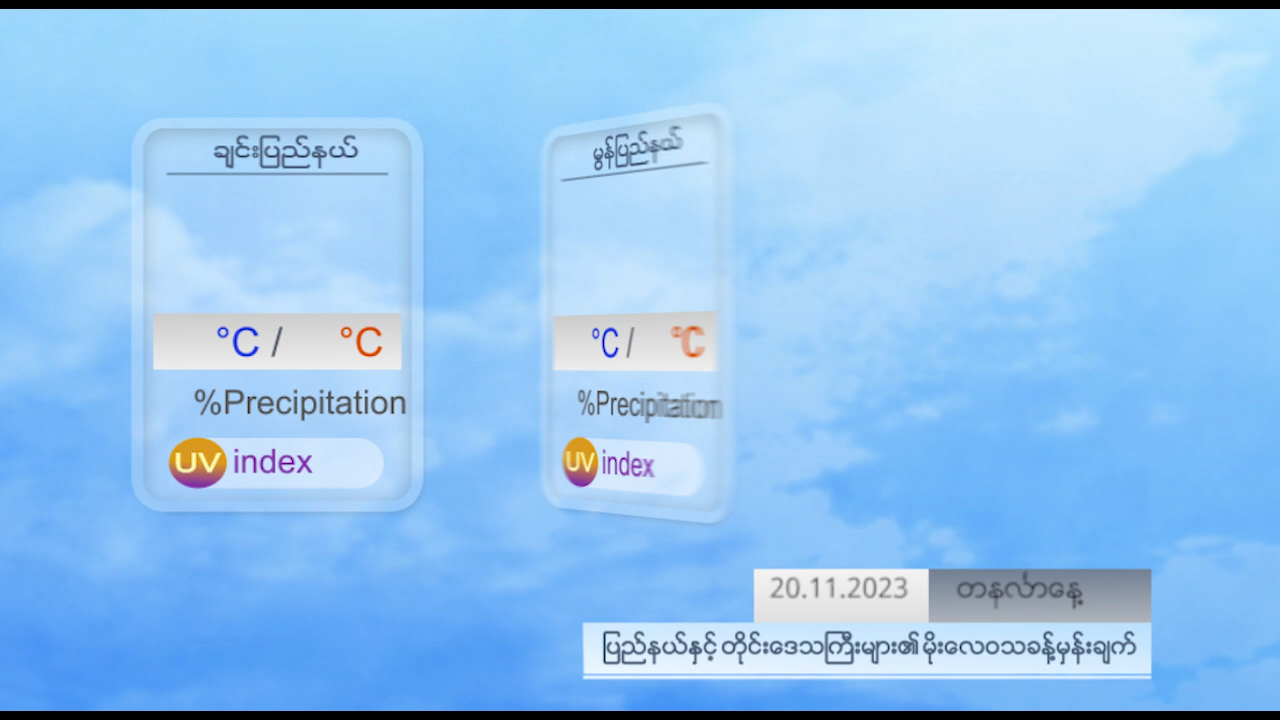 ချင်းပြည်နယ်
°C / °C
%Precipitation
UV index
မွန်ပြည်နယ်
°C / °C
%Precipitation
UV index
20.11.2023 တနင်္လာနေ့
ပြည်နယ်နှင့် တိုင်းဒေသကြီးများ၏ မိုးလေဝသခန့်မှန်းချက်